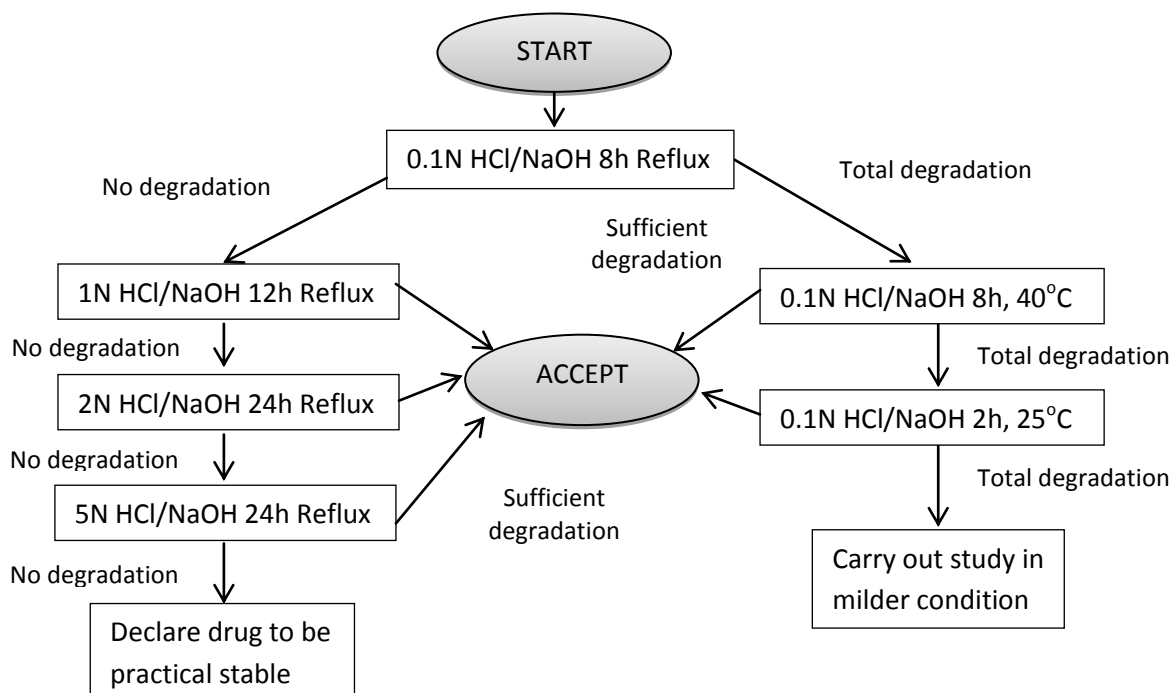 START
0.1N HCl/NaOH 8h Reflux
No degradation
Total degradation
Sufficient
degradation
1N HCl/NaOH 12h Reflux
0.1N HCl/NaOH 8h, 40°C
No degradation
Total degradation
ACCEPT
2N HCl/NaOH 24h Reflux
0.1N HCl/NaOH 2h, 25°C
No degradation
Total degradation
5N HCl/NaOH 24h Reflux
Sufficient
degradation
Carry out study in
milder condition
No degradation
Declare drug to be
practical stable